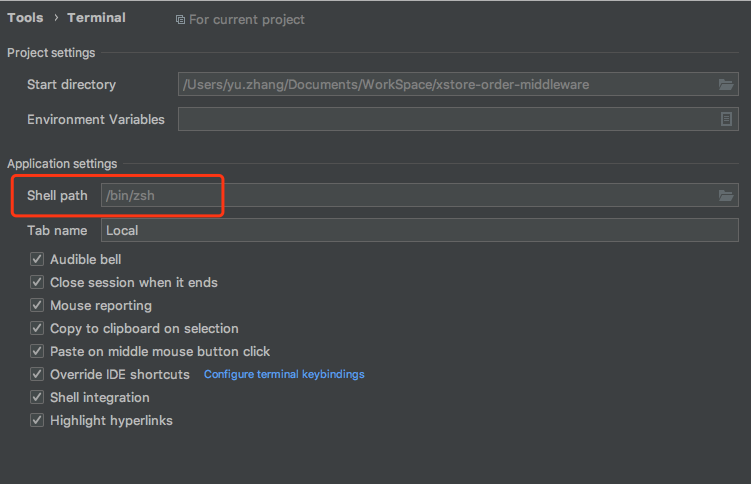 Tools › Terminal For current project
Project settings
Start directory /Users/yu.zhang/Documents/WorkSpace/xstore-order-middleware
Environment Variables
Application settings
Shell path /bin/zsh
Tab name Local
Audible bell
Close session when it ends
Mouse reporting
Copy to clipboard on selection
Paste on middle mouse button click
Override IDE shortcuts Configure terminal keybindings
Shell integration
Highlight hyperlinks